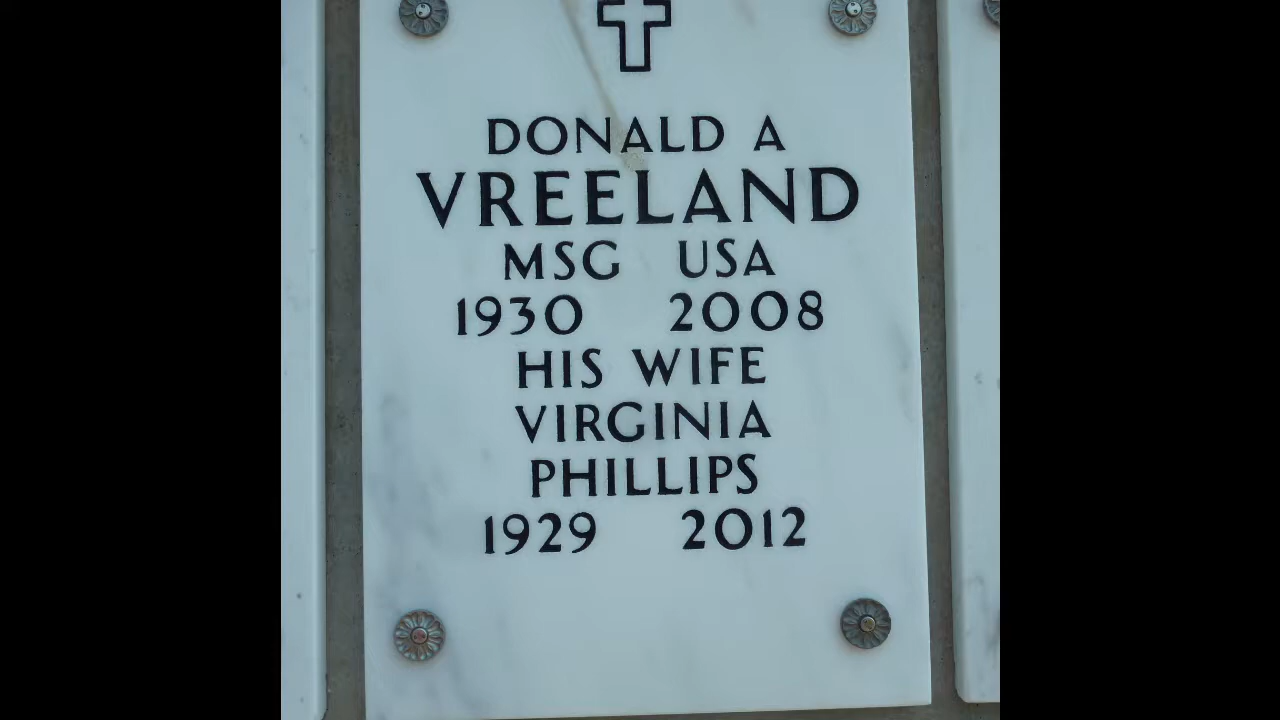 DONALD A
VREELAND
MSG USA
1930 2008
HIS WIFE
VIRGINIA
PHILLIPS
1929 2012